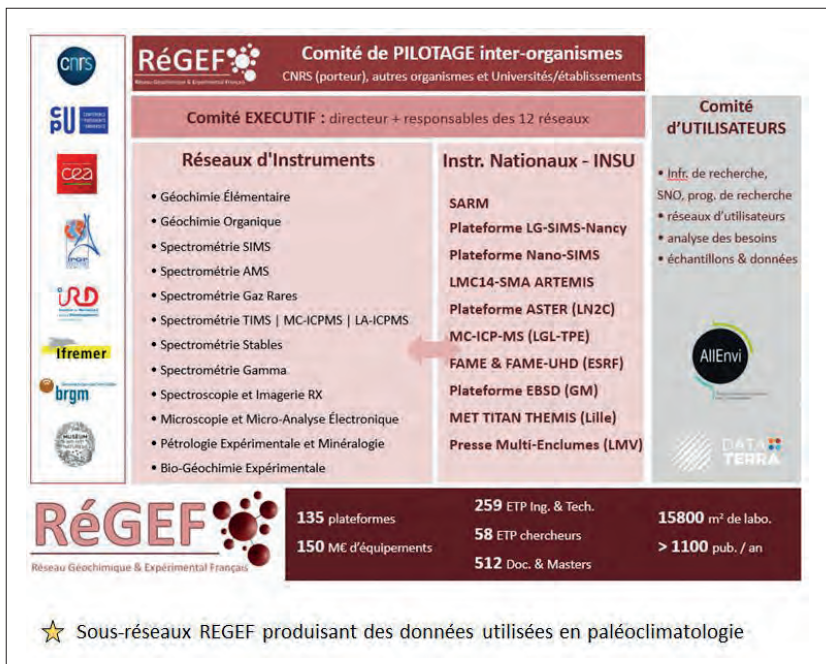 cnrs
RéGEF
Réseau Géochimique & Expérimental Français
Comité de PILOTAGE inter-organismes
CNRS (porteur), autres organismes et Universités/établissements
CPU
cea
IPGP
iRD
Ifremer
brgm
MUSEUM
Comité EXECUTIF : directeur + responsables des 12 réseaux
Réseaux d'Instruments
• Géochimie Élémentaire
• Géochimie Organique
• Spectrométrie SIMS
• Spectrométrie AMS
• Spectrométrie Gaz Rares
• Spectrométrie TIMS | MC-ICPMS | LA-ICPMS
• Spectrométrie Stables
• Spectrométrie Gamma
• Spectroscopie et Imagerie RX
• Microscopie et Micro-Analyse Électronique
• Pétrologie Expérimentale et Minéralogie
• Bio-Géochimie Expérimentale
Instr. Nationaux - INSU
SARM
Plateforme LG-SIMS-Nancy
Plateforme Nano-SIMS
LMC14-SMA ARTEMIS
Plateforme ASTER (LN2C)
MC-ICP-MS (LGL-TPE)
FAME & FAME-UHD (ESRF)
Plateforme EBSD (GM)
MET TITAN THEMIS (Lille)
Presse Multi-Enclumes (LMV)
Comité
d'UTILISATEURS
• Infr. de recherche,
SNO, prog. de recherche
• réseaux d'utilisateurs
• analyse des besoins
• échantillons & données
AllEnvi
DATA
TERRA
RéGEF
Réseau Géochimique & Expérimental Français
135 plateformes
150 M€ d'équipements
259 ETP Ing. & Tech.
58 ETP chercheurs
512 Doc. & Masters
15800 m² de labo.
> 1100 pub. / an
Sous-réseaux REGEF produisant des données utilisées en paléoclimatologie